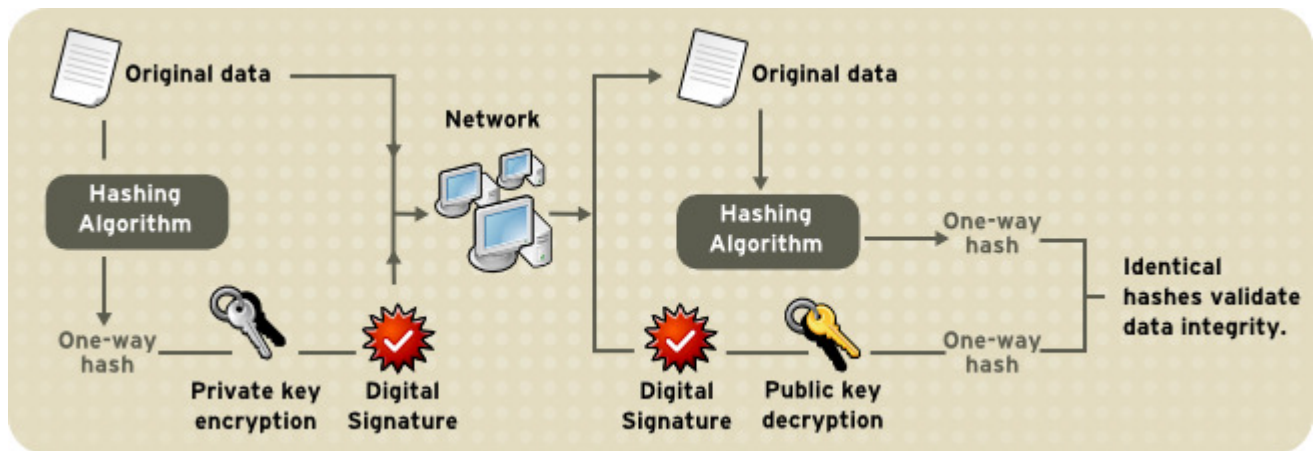 Original data
Hashing
Algorithm
One-way
hash
Private key
encryption
Digital
Signature
Network
Original data
Hashing
Algorithm
One-way
hash
Digital
Signature
Public key
decryption
One-way
hash
Identical
hashes validate
data integrity.